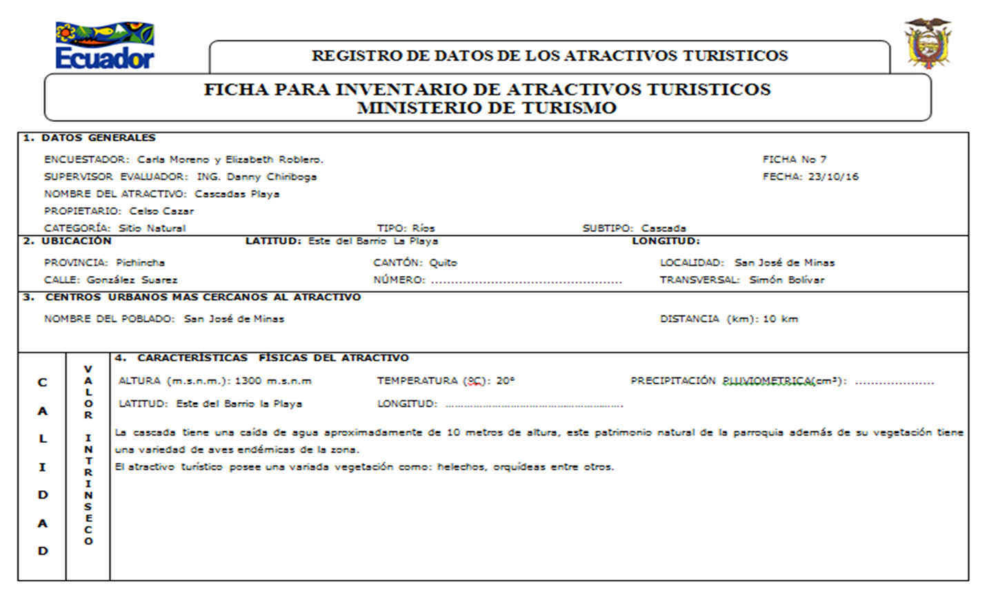 Ecuador
REGISTRO DE DATOS DE LOS ATRACTIVOS TURISTICOS
FICHA PARA INVENTARIO DE ATRACTIVOS TURISTICOS
MINISTERIO DE TURISMO
1. DATOS GENERALES
ENCUESTADOR: Carla Moreno y Elizabeth Roblero. FICHA No 7
SUPERVISOR EVALUADOR: ING. Danny Chiriboga FECHA: 23/10/16
NOMBRE DEL ATRACTIVO: Cascadas Playa
PROPIETARIO: Celso Cazar
CATEGORÍA: Sitio Natural TIPO: Ríos SUBTIPO: Cascada
2. UBICACIÓN LATITUD: Este del Barrio La Playa LONGITUD:
PROVINCIA: Pichincha CANTÓN: Quito LOCALIDAD: San José de Minas
CALLE: González Suarez NÚMERO: ................................................ TRANSVERSAL: Simón Bolívar
3. CENTROS URBANOS MAS CERCANOS AL ATRACTIVO
NOMBRE DEL POBLADO: San José de Minas DISTANCIA (km): 10 km
CALIDAD
VALOR INTRINSECO
4. CARACTERÍSTICAS FÍSICAS DEL ATRACTIVO
ALTURA (m.s.n.m.): 1300 m.s.n.m TEMPERATURA (ºC): 20° PRECIPITACIÓN PLUVIOMETRICA(cm³): ....................
LATITUD: Este del Barrio la Playa LONGITUD: ………………………………………………….
La cascada tiene una caída de agua aproximadamente de 10 metros de altura, este patrimonio natural de la parroquia además de su vegetación tiene
una variedad de aves endémicas de la zona.
El atractivo turístico posee una variada vegetación como: helechos, orquídeas entre otros.